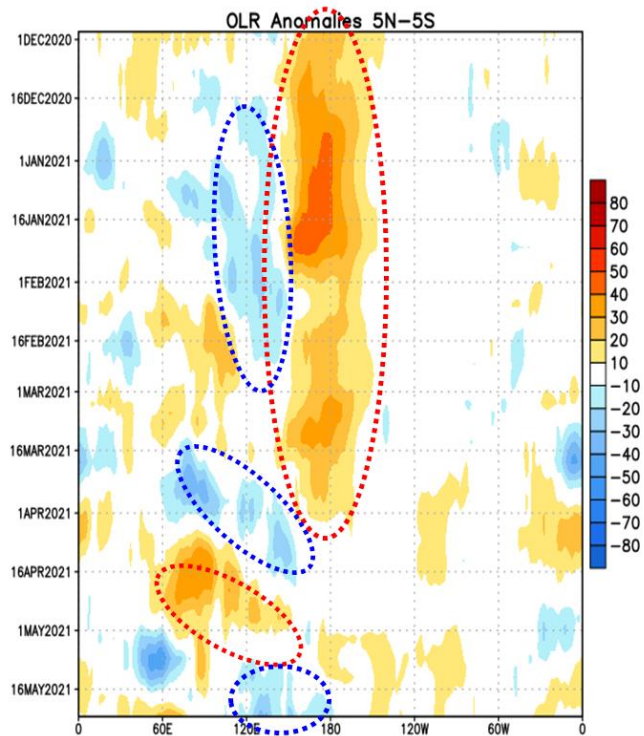 OLR Anomalies 5N-5S
1DEC2020
16DEC2020
1JAN2021
16JAN2021
1FEB2021
16FEB2021
1MAR2021
16MAR2021
1APR2021
16APR2021
1MAY2021
16MAY2021
0 60E 120E 180 120W 60W 0
80
70
60
50
40
30
20
10
-10
-20
-30
-40
-50
-60
-70
-80